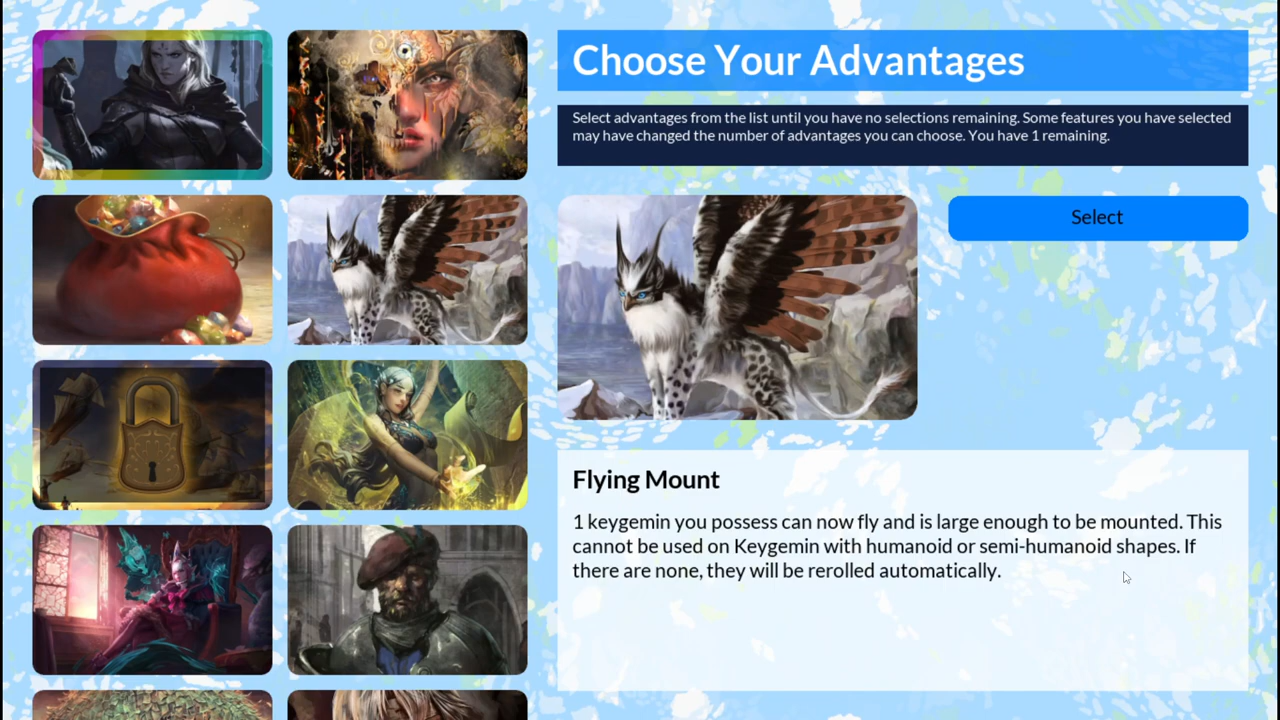 Choose Your Advantages
Select advantages from the list until you have no selections remaining. Some features you have selected
may have changed the number of advantages you can choose. You have 1 remaining.
Select
Flying Mount
1 keygemin you possess can now fly and is large enough to be mounted. This
cannot be used on Keygemin with humanoid or semi-humanoid shapes. If
there are none, they will be rerolled automatically.